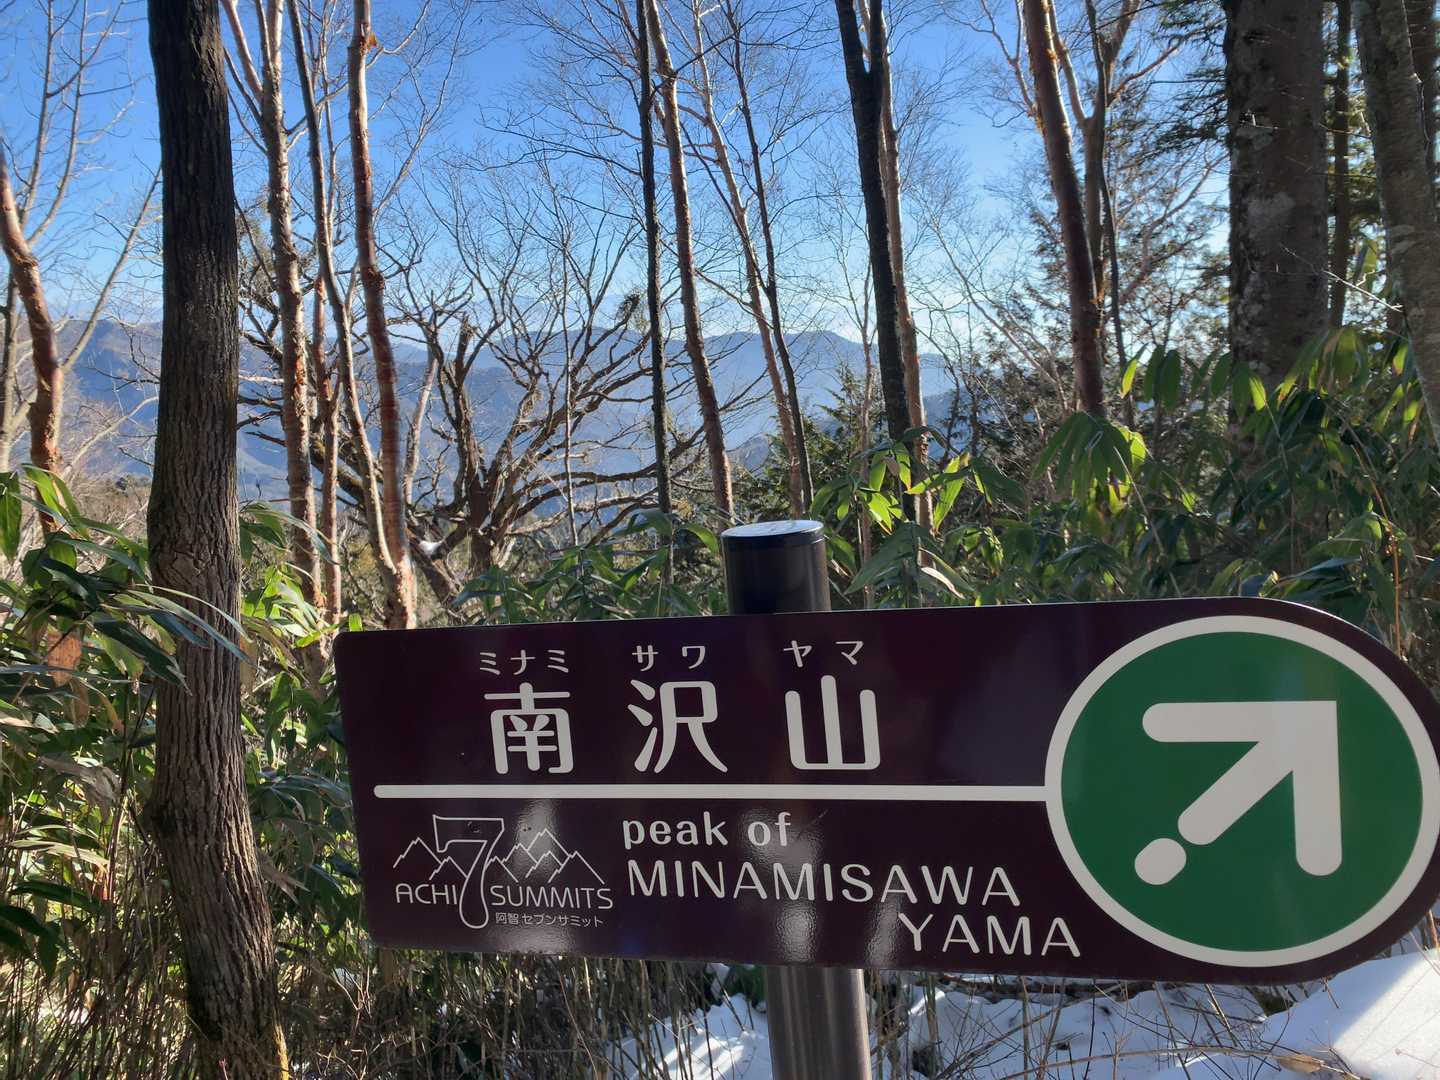 ミナミ サワ ヤマ
南沢山
peak of
MINAMISAWA
YAMA
ACHI 7 SUMMITS
阿智セブンサミット